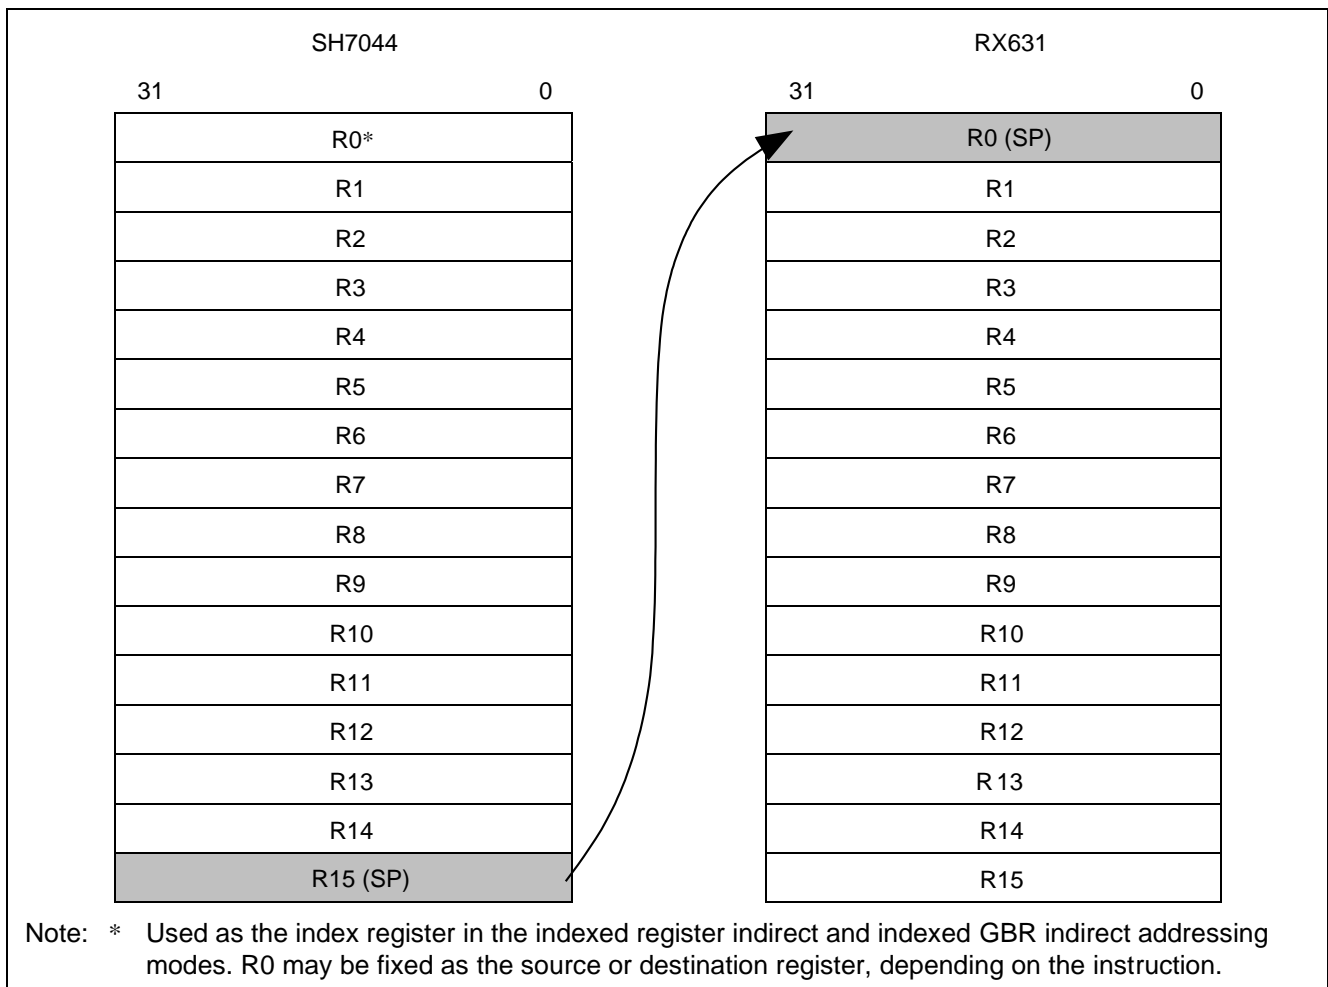 SH7044 RX631
31 0 31 0
R0* R0 (SP)
R1 R1
R2 R2
R3 R3
R4 R4
R5 R5
R6 R6
R7 R7
R8 R8
R9 R9
R10 R10
R11 R11
R12 R12
R13 R13
R14 R14
R15 (SP) R15
Note: * Used as the index register in the indexed register indirect and indexed GBR indirect addressing
modes. R0 may be fixed as the source or destination register, depending on the instruction.